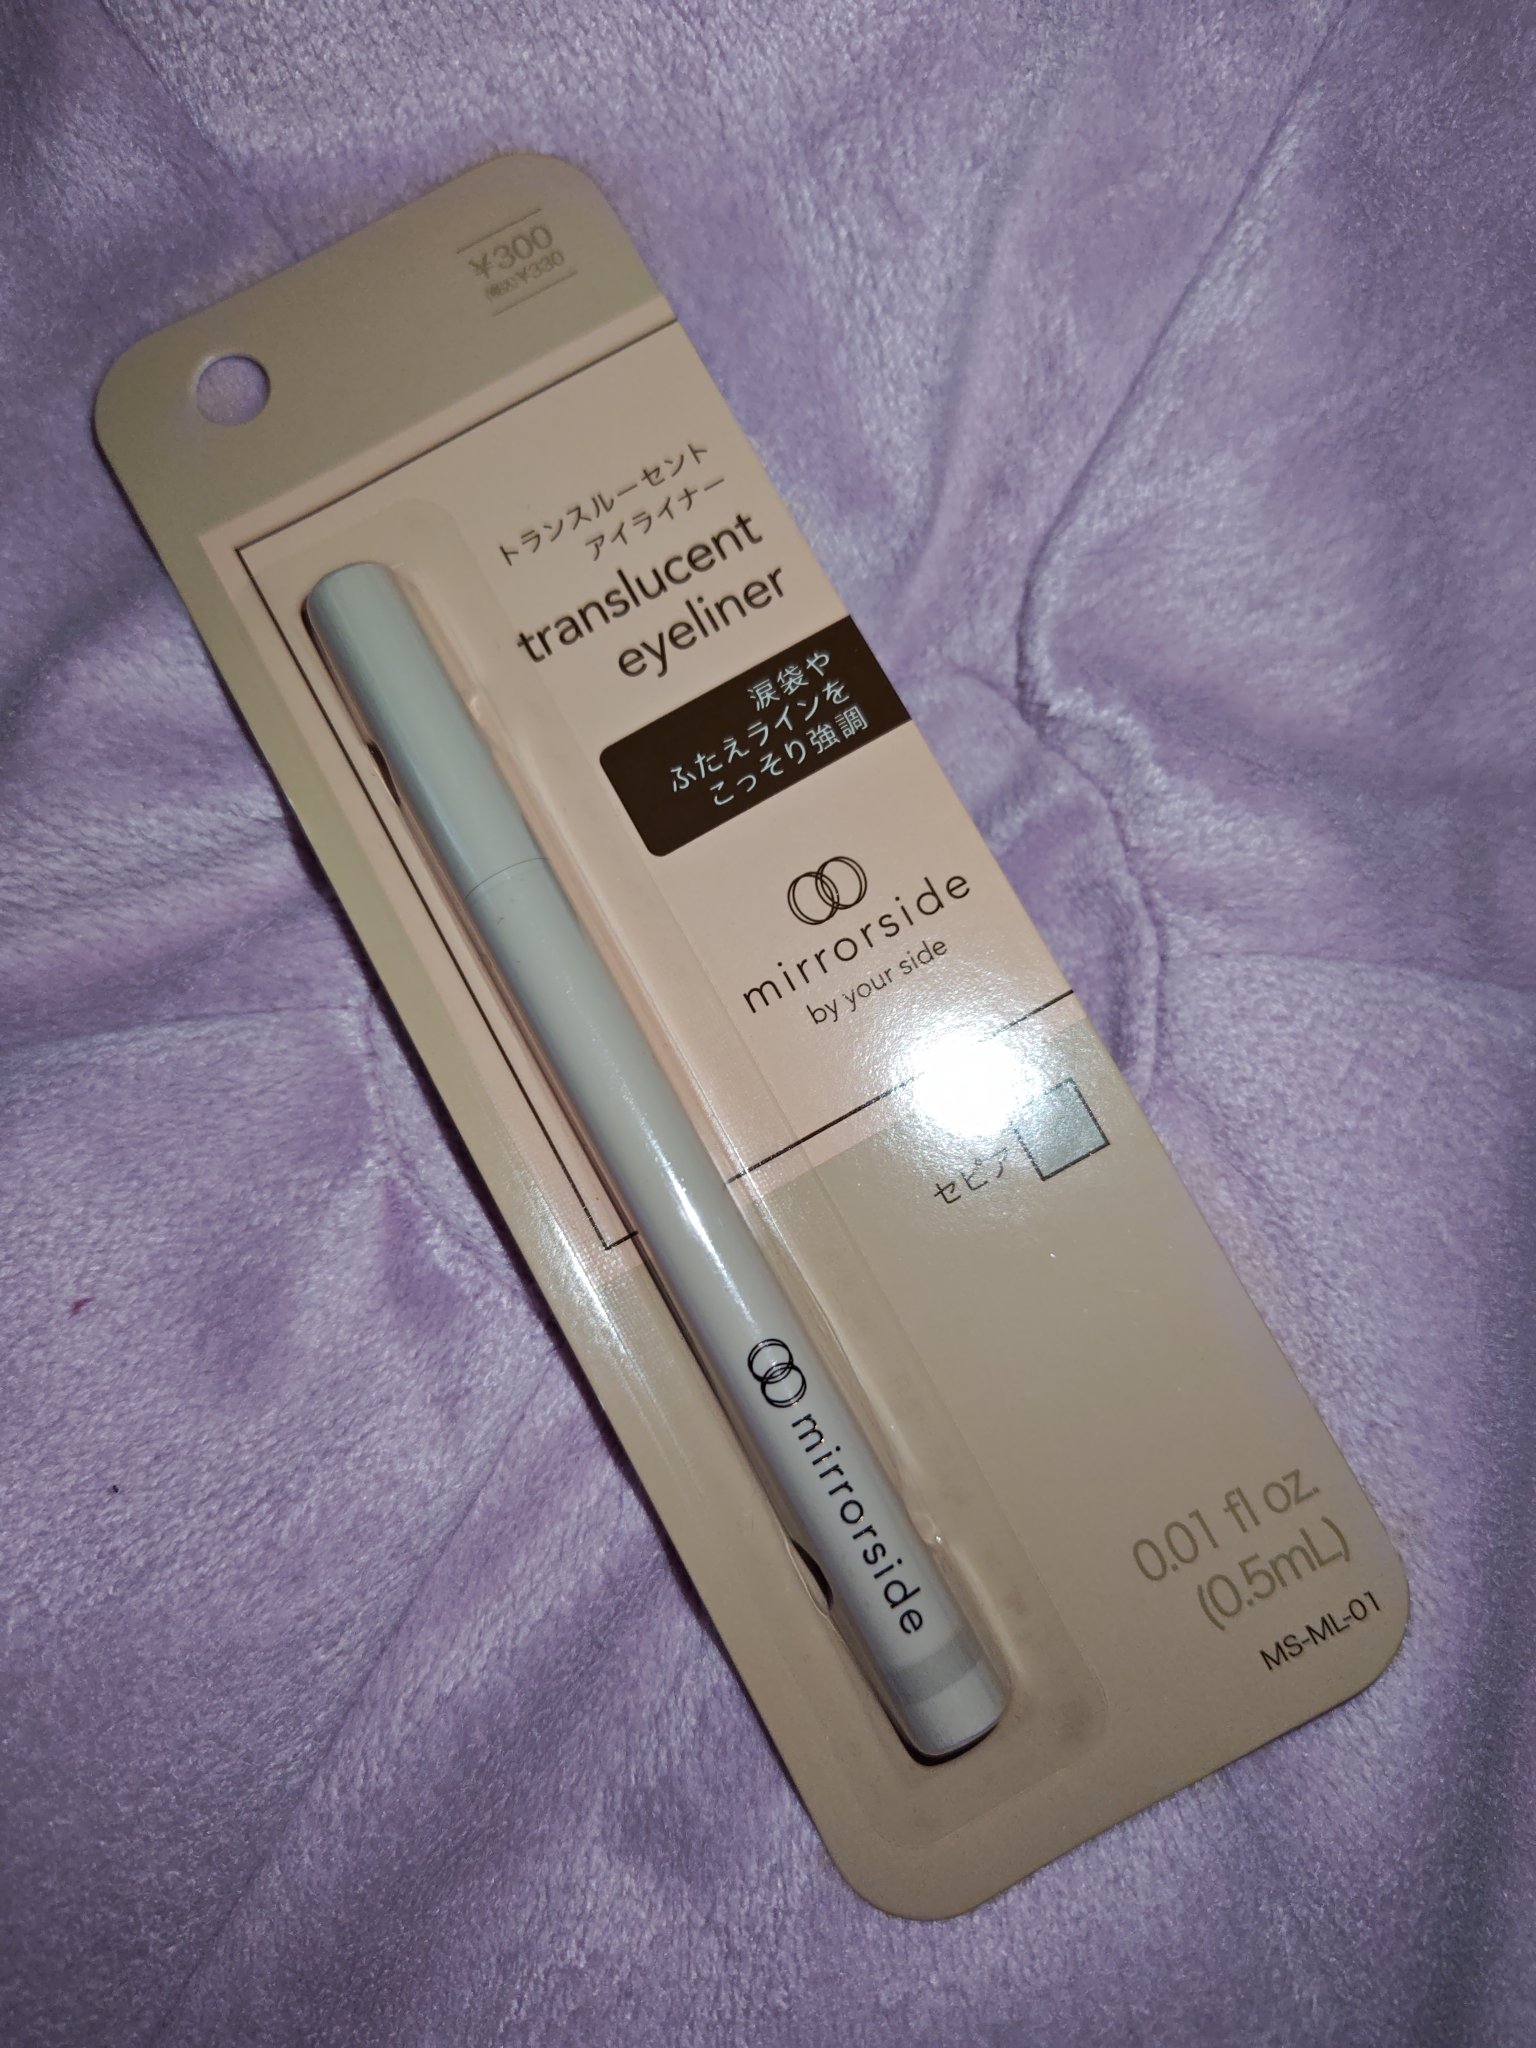 ¥300
(税込)¥330
トランスルーセント
アイライナー
translucent
eyeliner
涙袋や
ふたえラインを
こっそり強調
mirrorside
by your side
セピア
mirrorside
0.01 fl oz.
(0.5mL)
MS-ML-01